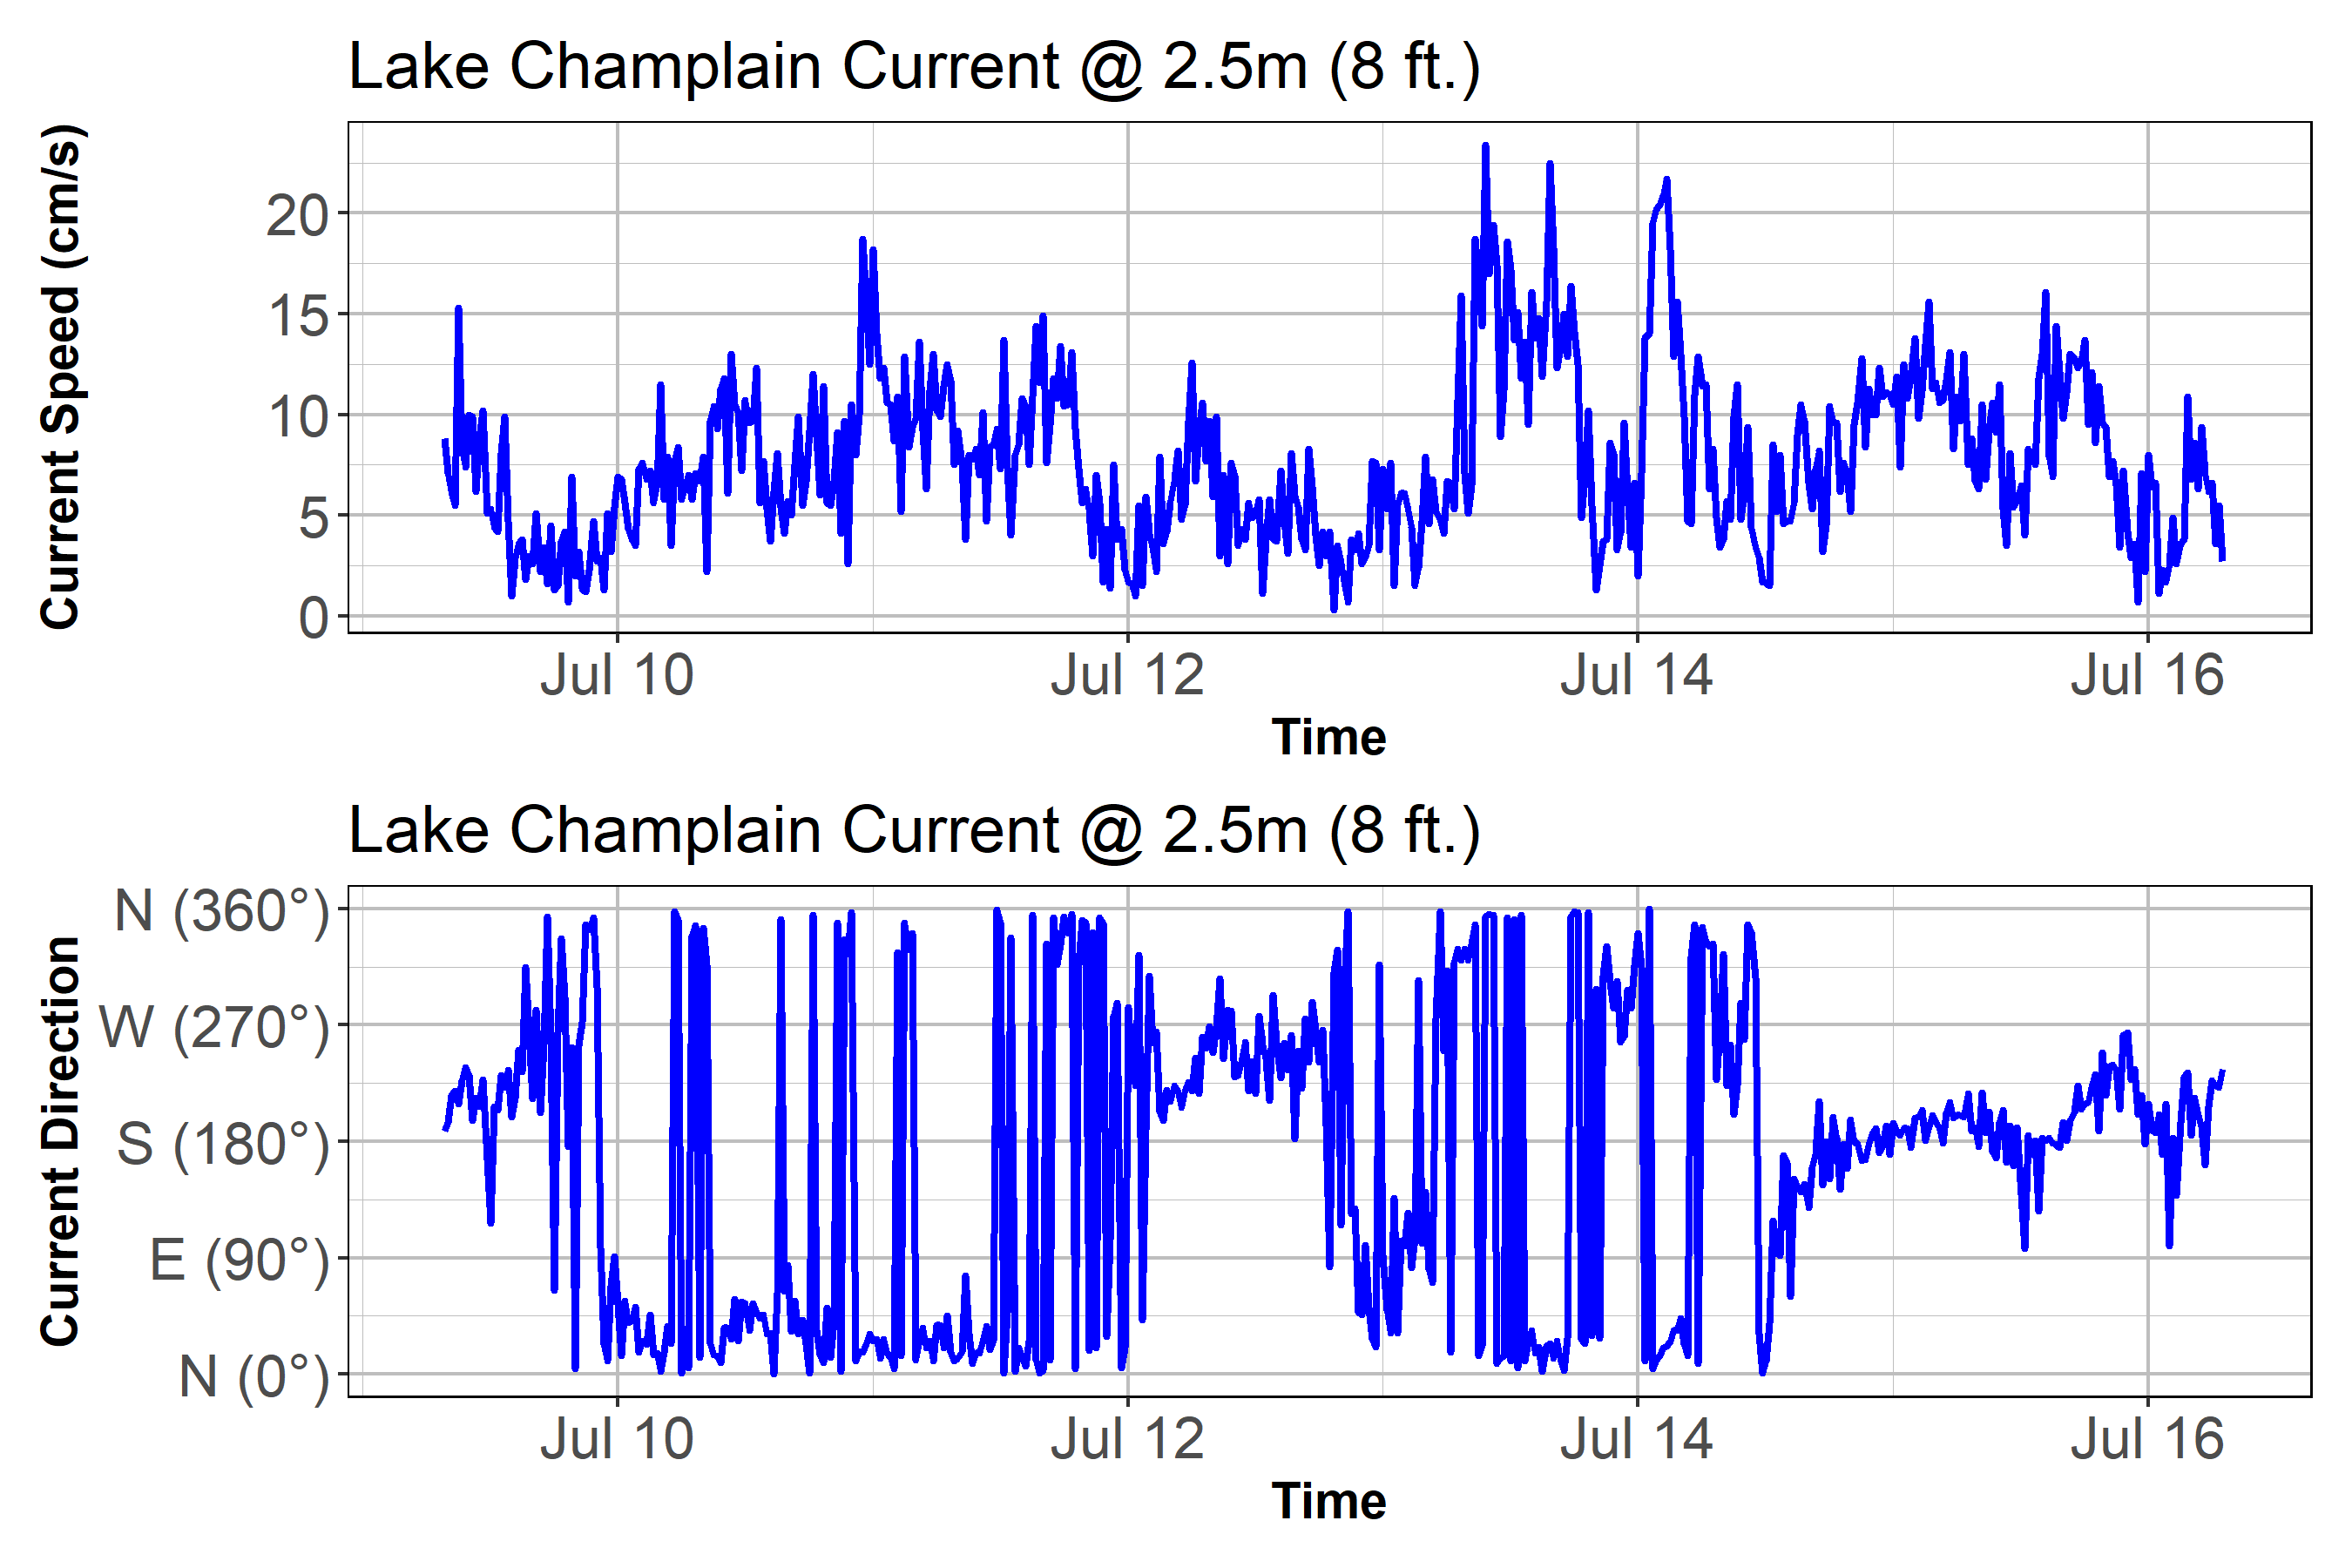 Lake Champlain Current @ 2.5m (8 ft.)
Current Speed (cm/s)
20
15
10
5
0
Jul 10 Jul 12 Jul 14 Jul 16
Time
Lake Champlain Current @ 2.5m (8 ft.)
Current Direction
N (360°)
W (270°)
S (180°)
E (90°)
N (0°)
Jul 10 Jul 12 Jul 14 Jul 16
Time